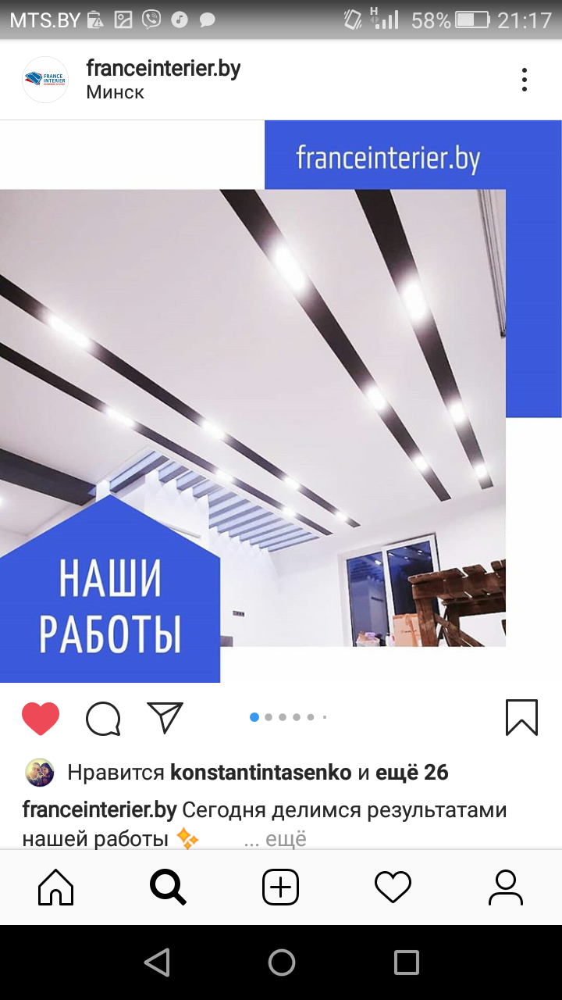 MTS.BY H 58% 21:17
franceinterier.by
FRANCE
INTERIER
Минск
franceinterier.by
НАШИ
РАБОТЫ
Нравится konstantintasenko и ещё 26
franceinterier.by Сегодня делимся результатами
нашей работы ✨ ... ещё